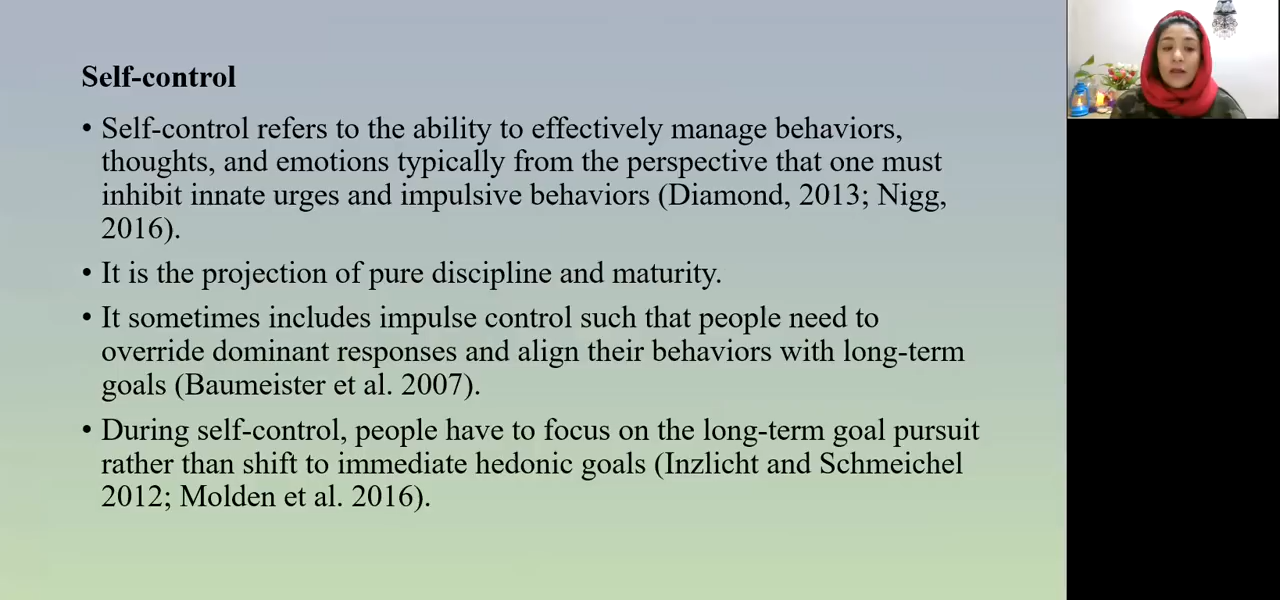 Self-control
• Self-control refers to the ability to effectively manage behaviors,
thoughts, and emotions typically from the perspective that one must
inhibit innate urges and impulsive behaviors (Diamond, 2013; Nigg,
2016).
• It is the projection of pure discipline and maturity.
• It sometimes includes impulse control such that people need to
override dominant responses and align their behaviors with long-term
goals (Baumeister et al. 2007).
• During self-control, people have to focus on the long-term goal pursuit
rather than shift to immediate hedonic goals (Inzlicht and Schmeichel
2012; Molden et al. 2016).